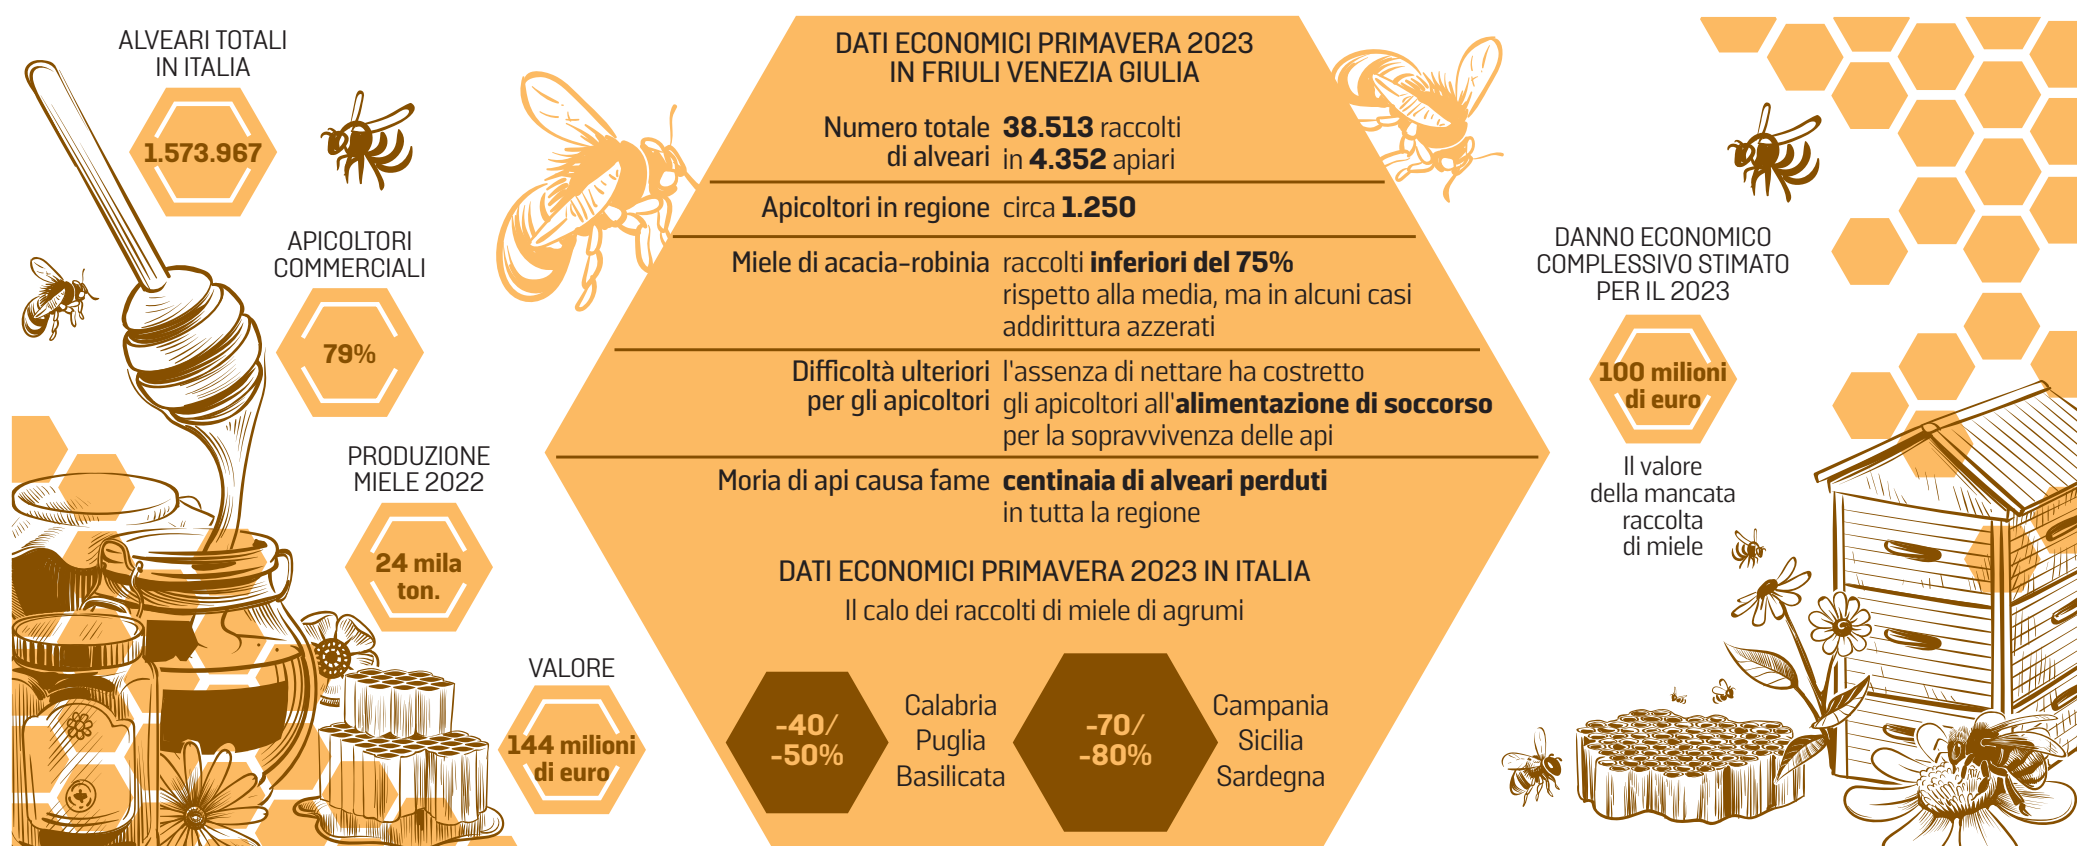 ALVEARI TOTALI
IN ITALIA
1.573.967
APICOLTORI
COMMERCIALI
79%
PRODUZIONE
MIELE 2022
24 mila
ton.
VALORE
144 milioni
di euro
DATI ECONOMICI PRIMAVERA 2023
IN FRIULI VENEZIA GIULIA
Numero totale 38.513 raccolti
di alveari in 4.352 apiari
Apicoltori in regione circa 1.250
Miele di acacia-robinia raccolti inferiori del 75%
rispetto alla media, ma in alcuni casi
addirittura azzerati
Difficoltà ulteriori l'assenza di nettare ha costretto
per gli apicoltori gli apicoltori all'alimentazione di soccorso
per la sopravvivenza delle api
Moria di api causa fame centinaia di alveari perduti
in tutta la regione
DATI ECONOMICI PRIMAVERA 2023 IN ITALIA
Il calo dei raccolti di miele di agrumi
-40/
-50%
Calabria
Puglia
Basilicata
-70/
-80%
Campania
Sicilia
Sardegna
DANNO ECONOMICO
COMPLESSIVO STIMATO
PER IL 2023
100 milioni
di euro
Il valore
della mancata
raccolta
di miele